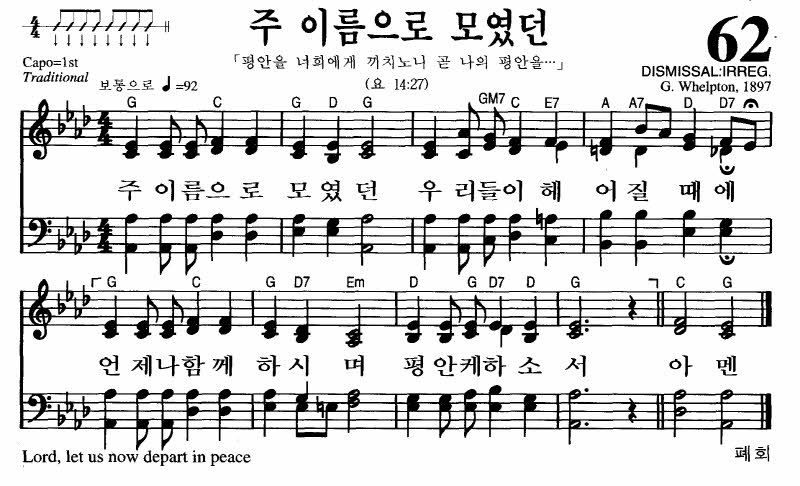 주 이름으로 모였던
62
「평안을 너희에게 끼치노니 곧 나의 평안을…」
(요 14:27)
Capo=1st
Traditional
보통으로 ♩=92
DISMISSAL:IRREG.
G. Whelpton, 1897
G C G D G GM7 C E7 A A7 D D7
주 이름으로 모였던 우리들이 헤어질 때에
G C G D7 Em D G D7 D G C G
언제나함께 하시며 평안케하소서 아멘
Lord, let us now depart in peace
폐회